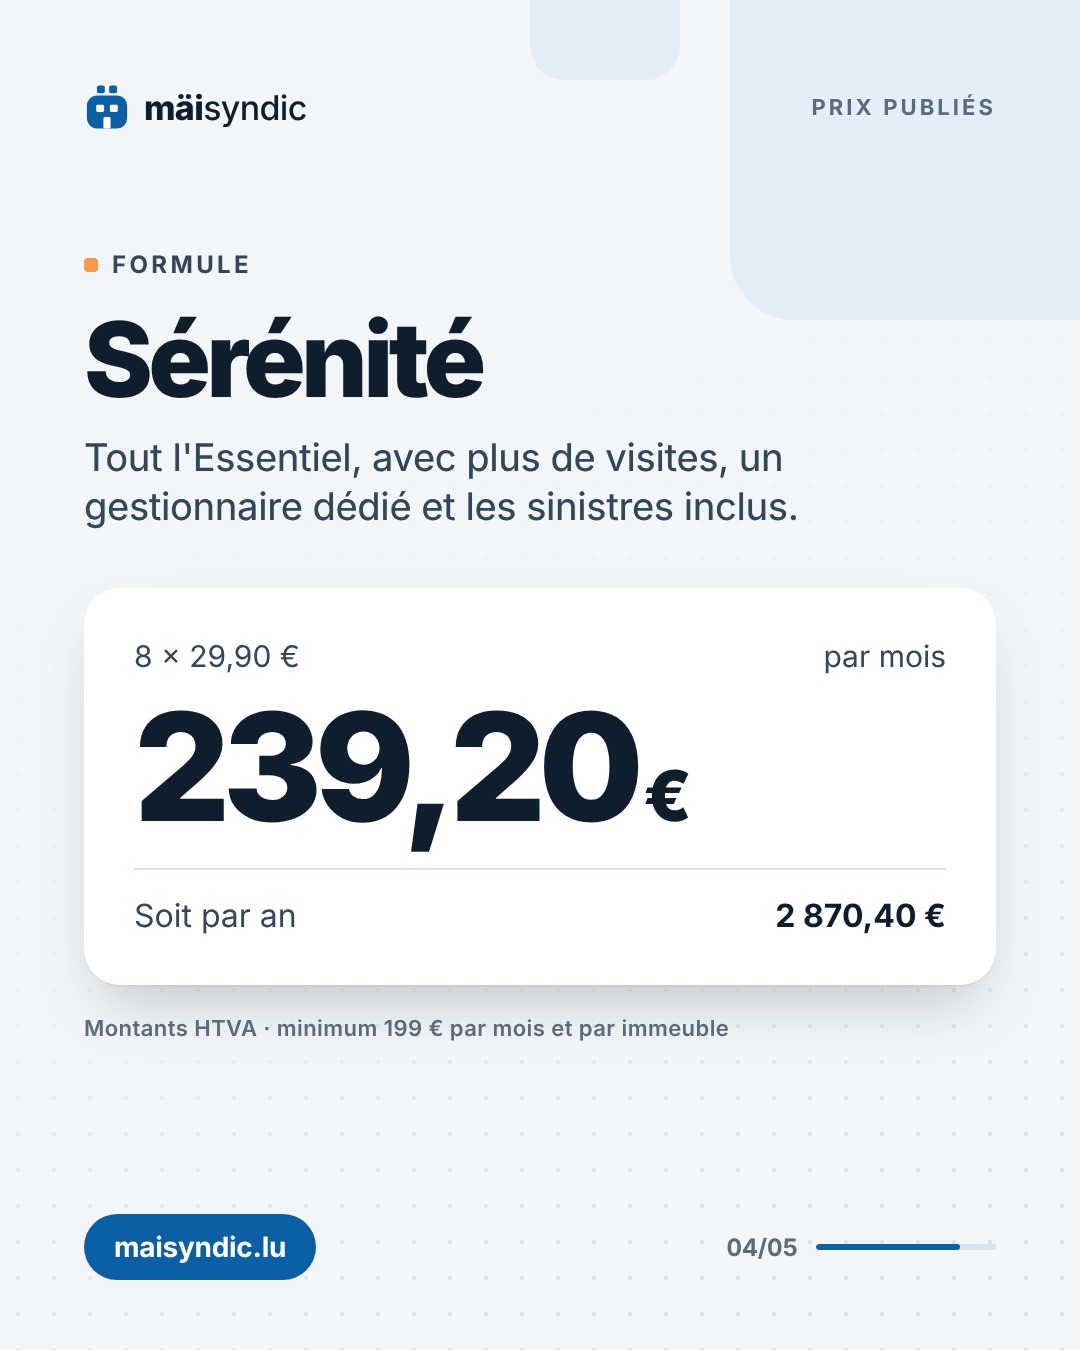 mäisyndic
PRIX PUBLIÉS
FORMULE
Sérénité
Tout l'Essentiel, avec plus de visites, un
gestionnaire dédié et les sinistres inclus.
8 × 29,90 €
par mois
239,20 €
Soit par an
2 870,40 €
Montants HTVA · minimum 199 € par mois et par immeuble
maisyndic.lu
04/05